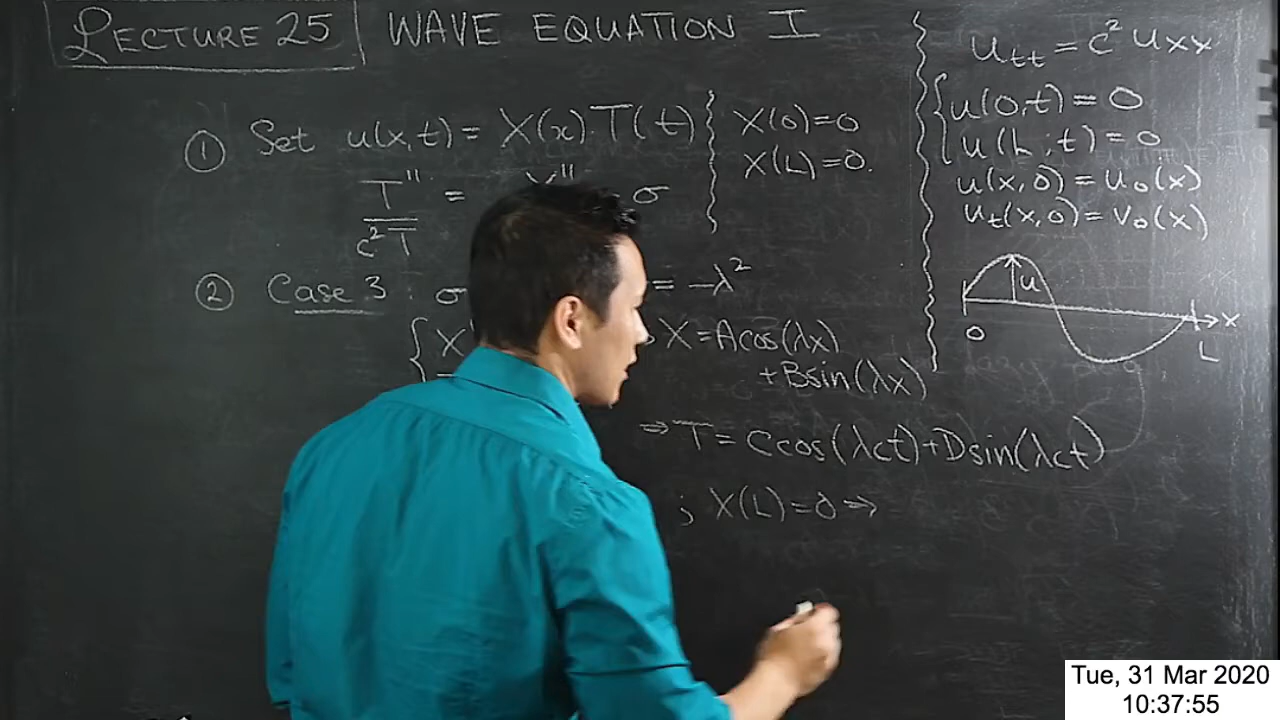 LECTURE 25 WAVE EQUATION I
① Set u(x,t) = X(x).T(t)
T'' = X'' σ
c²T
X(0)=0
X(L)=0.
② Case 3 : σ = -λ²
{ X X = Acos(λx)
+Bsin(λx)
⇒ T = Ccos(λct)+Dsin(λct)
; X(L)=0 ⇒
u_tt = c² u_xx
u(0,t) = 0
u(L,t) = 0
u(x,0) = u₀(x)
u_t(x,0) = v₀(x)
u
x
0
L
Tue, 31 Mar 2020
10:37:55